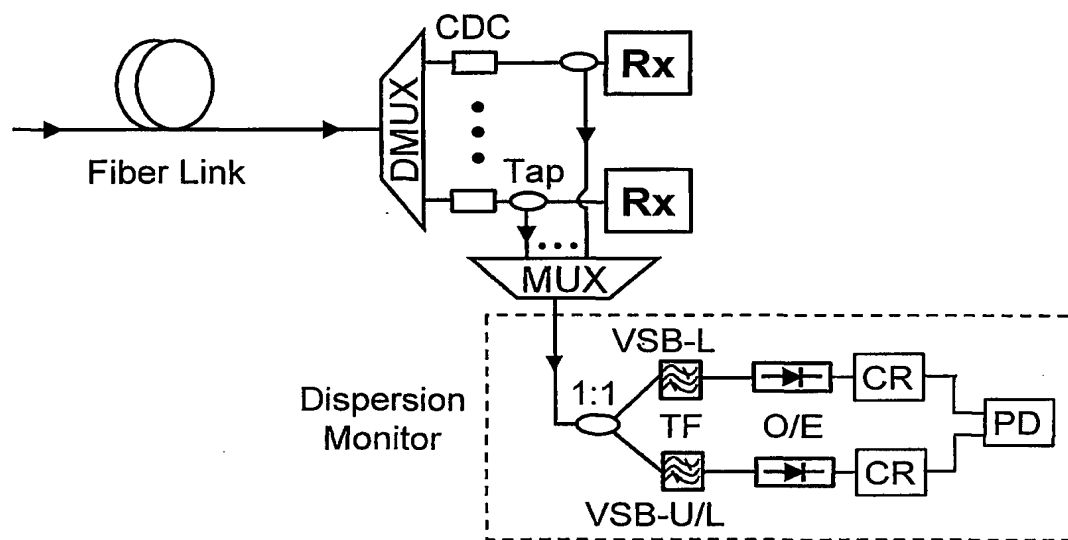 CDC
Rx
DMUX
Fiber Link
Tap
Rx
MUX
VSB-L
1:1
CR
Dispersion
Monitor
TF
O/E
PD
CR
VSB-U/L